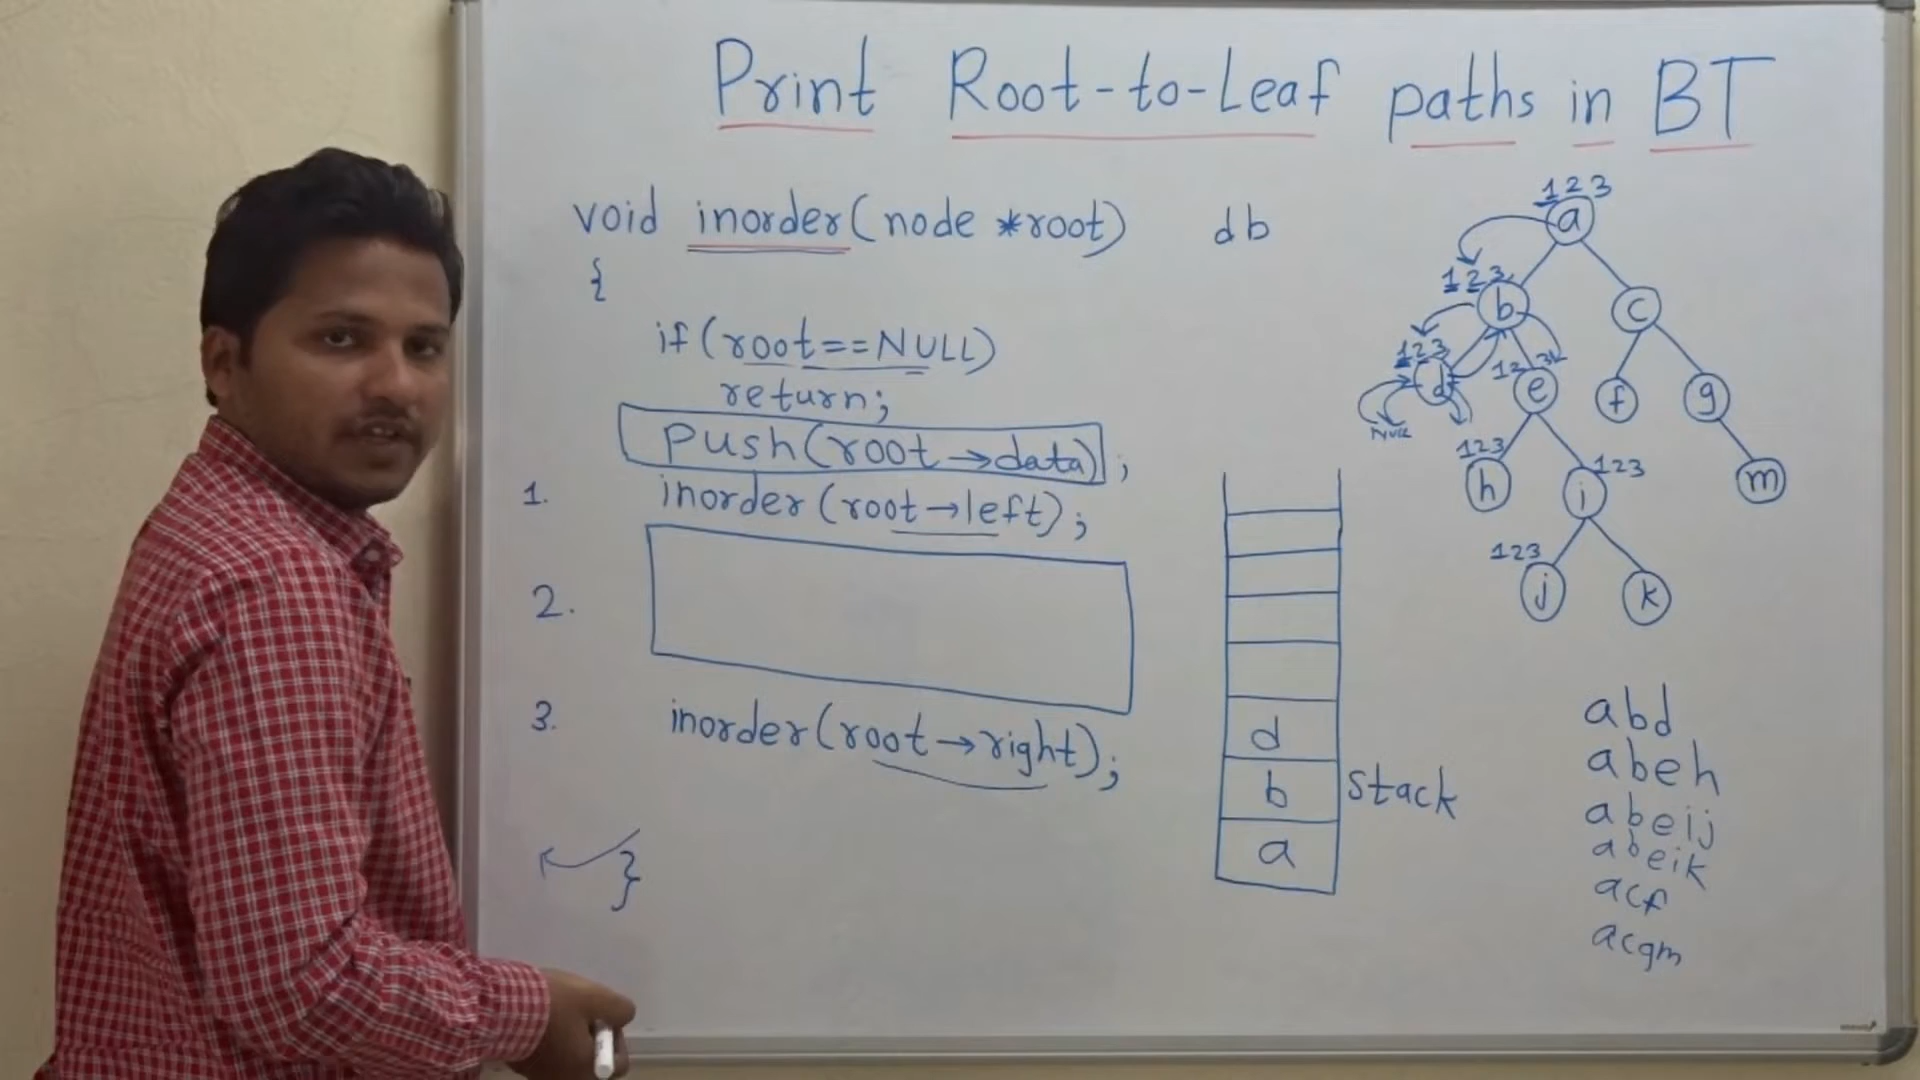 Print Root-to-Leaf paths in BT
void inorder(node *root)
{
if(root==NULL)
return;
push(root→data);
1. inorder(root→left);
2.
3. inorder(root→right);
}
db
123
a
123
b
c
123
d
123
e
f
g
NULL
123
h
i
123
m
123
j
k
d
b
a
stack
abd
abeh
abeij
abeik
acf
acgm